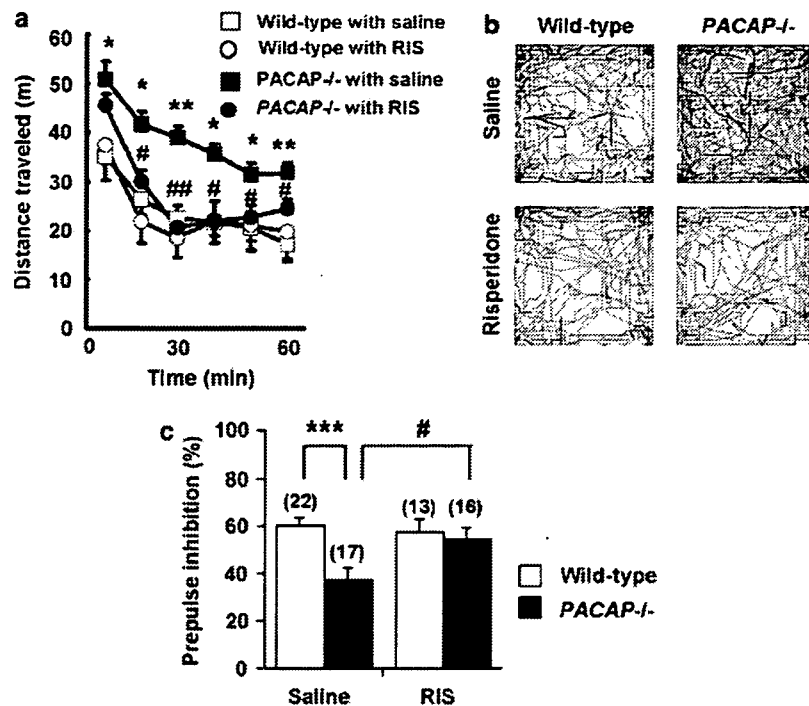 a
60
50
40
30
20
10
0
Distance traveled (m)
0
30
60
Time (min)
Wild-type with saline
Wild-type with RIS
PACAP-/- with saline
PACAP-/- with RIS
*
*
**
*
*
**
#
##
#
#
#
b
Wild-type
PACAP-/-
Saline
Risperidone
c
***
#
100
80
60
40
20
0
Prepulse inhibition (%)
(22)
(17)
(13)
(16)
Saline
RIS
Wild-type
PACAP-/-